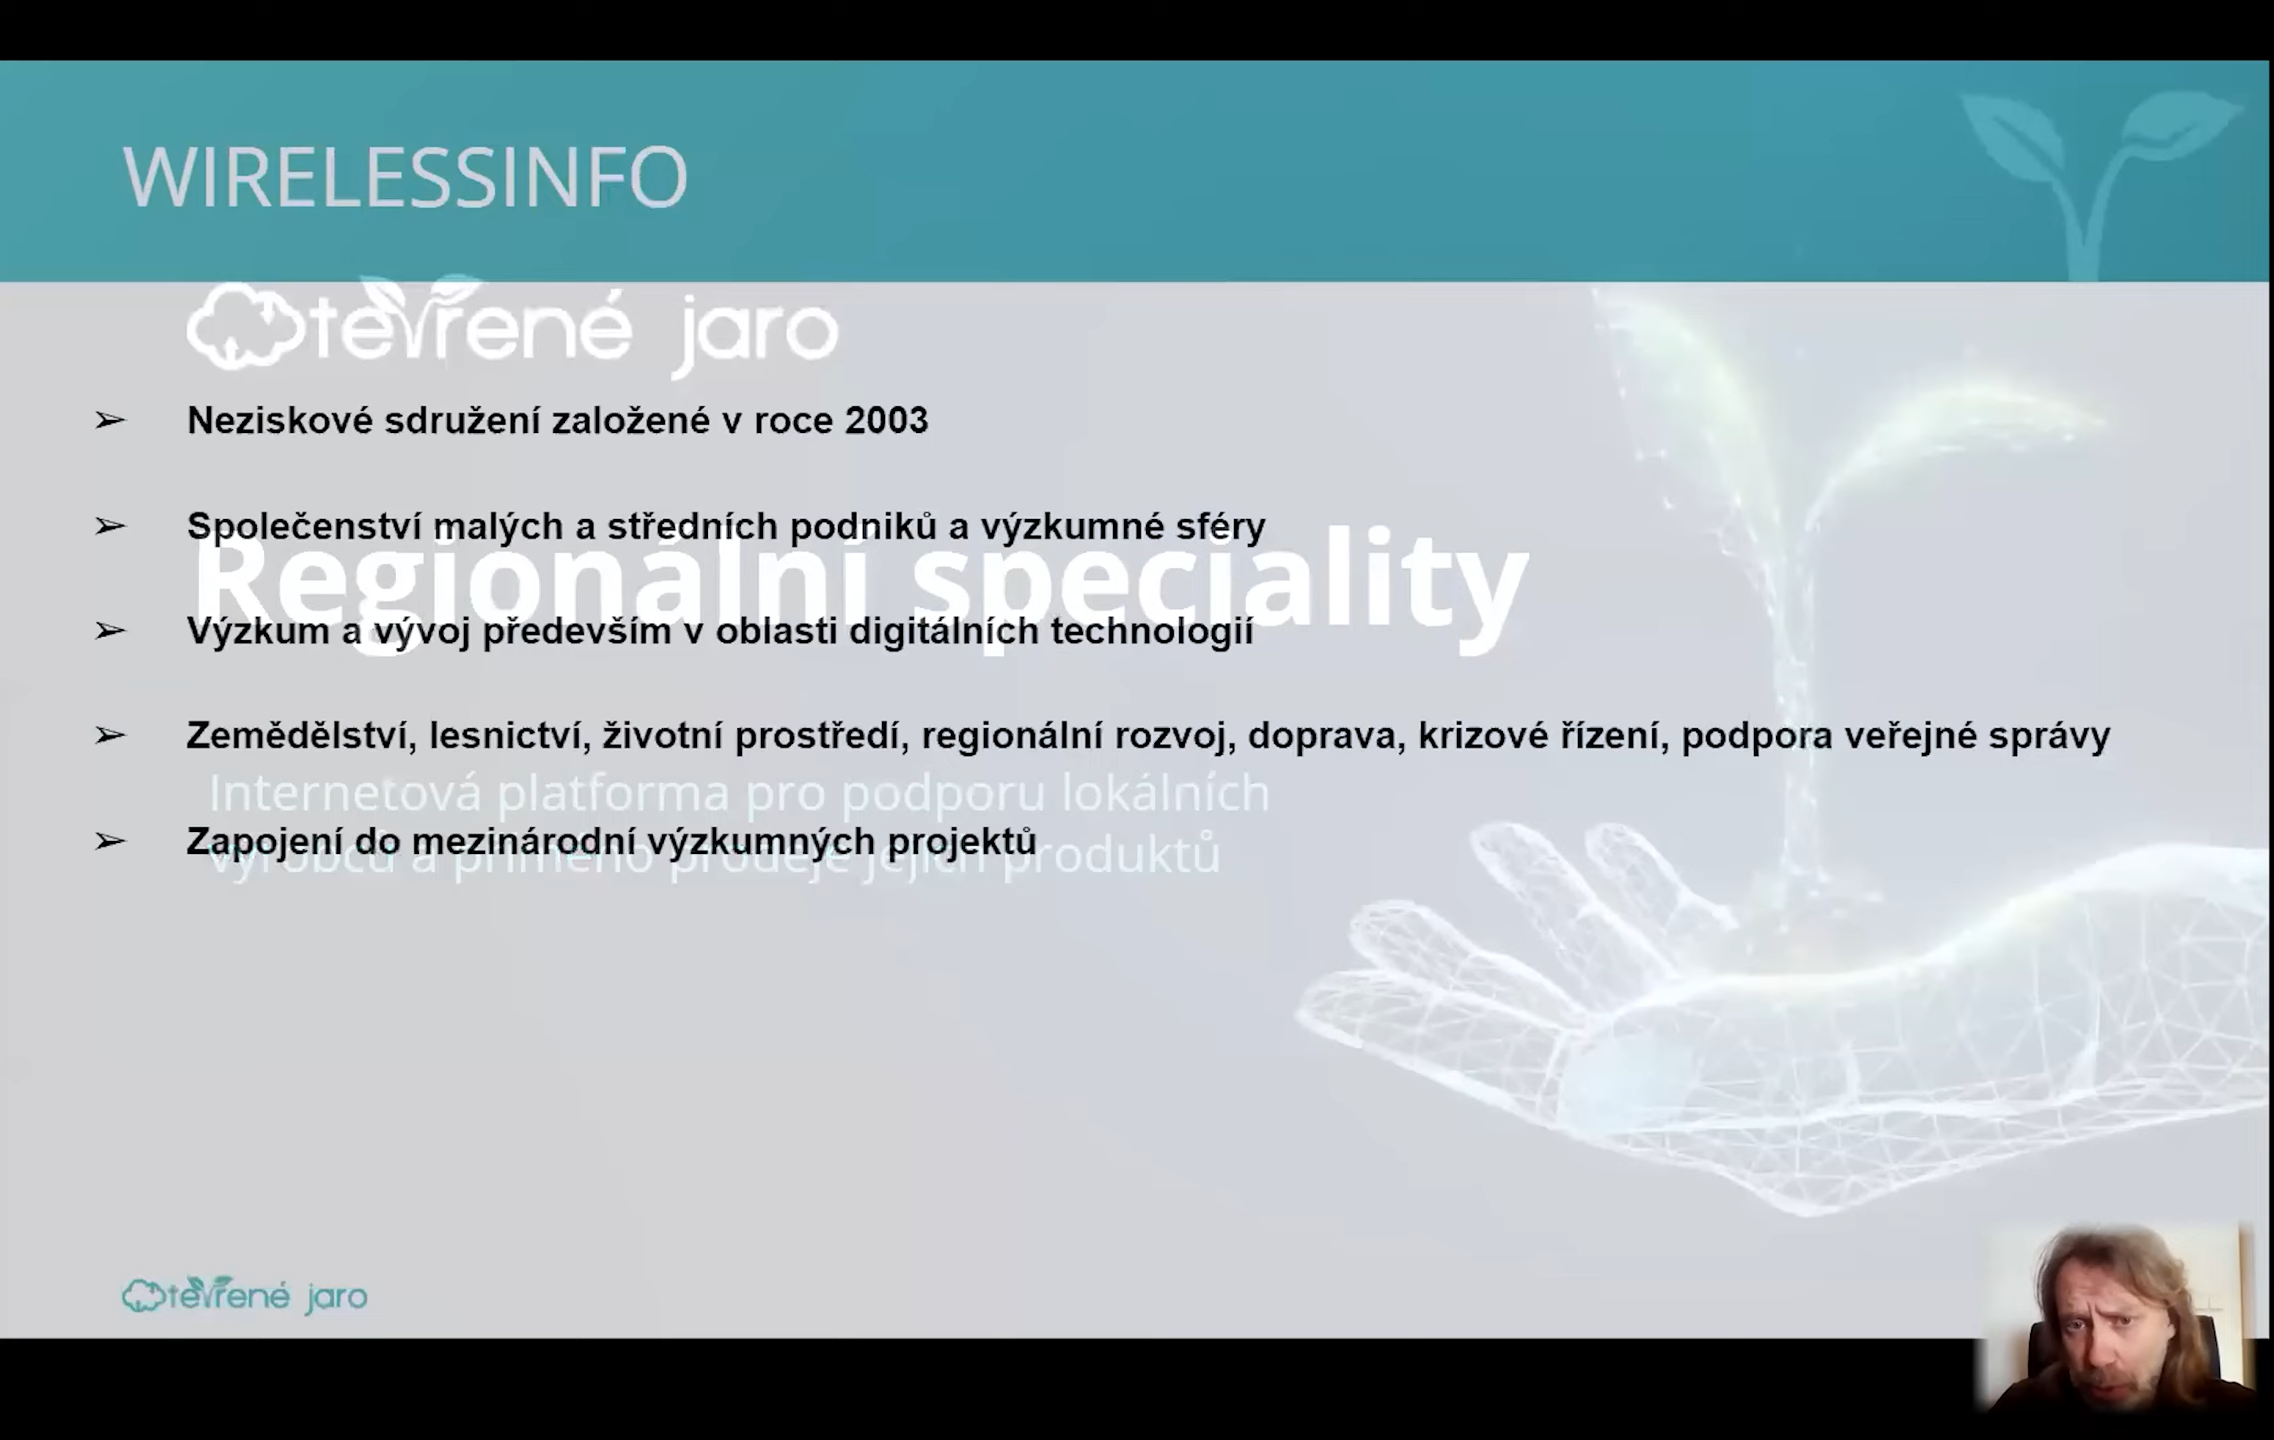 WIRELESSINFO
otevřené jaro
➢ Neziskové sdružení založené v roce 2003
➢ Společenství malých a středních podniků a výzkumné sféry
Regionální speciality
➢ Výzkum a vývoj především v oblasti digitálních technologií
➢ Zemědělství, lesnictví, životní prostředí, regionální rozvoj, doprava, krizové řízení, podpora veřejné správy
Internetová platforma pro podporu lokálních
➢ Zapojení do mezinárodní výzkumných projektů
výrobců a přímého prodeje jejich produktů
otevřené jaro